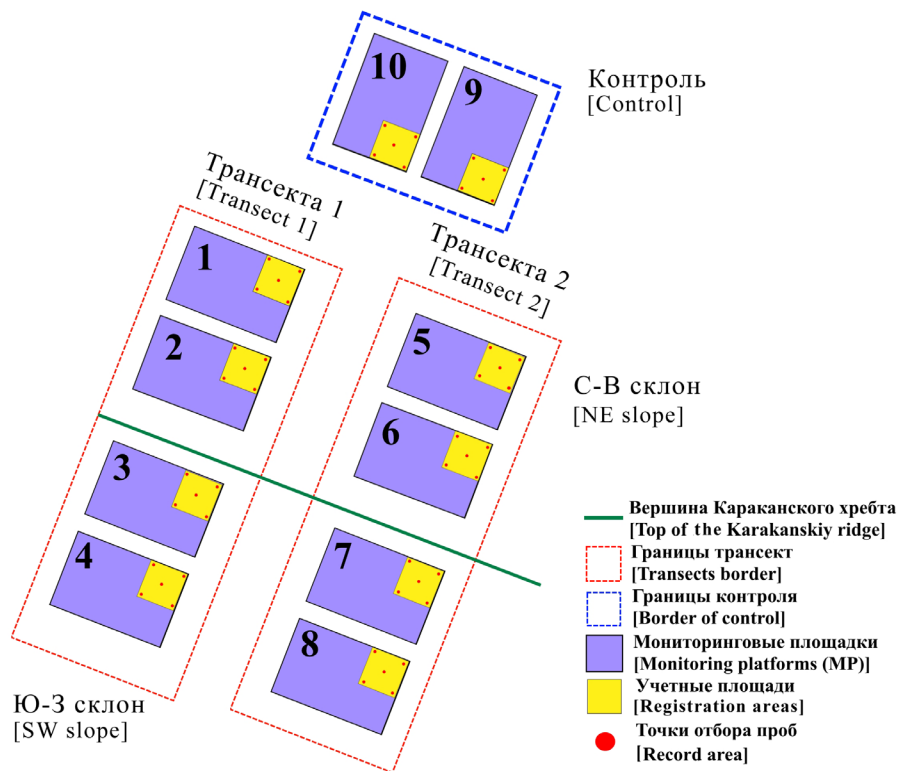 10
9
Контроль
[Control]
Трансекта 1
[Transect 1]
Трансекта 2
[Transect 2]
1
2
3
4
5
6
7
8
С-В склон
[NE slope]
Ю-З склон
[SW slope]
Вершина Караканского хребта
[Top of the Karakanskiy ridge]
Границы трансект
[Transects border]
Границы контроля
[Border of control]
Мониторинговые площадки
[Monitoring platforms (MP)]
Учетные площади
[Registration areas]
Точки отбора проб
[Record area]